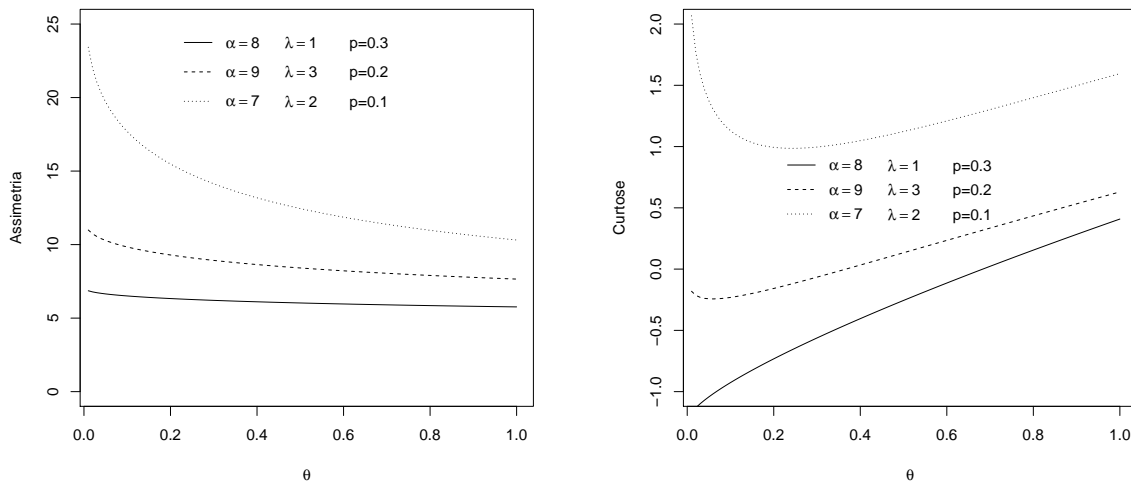 Assimetria
25
20
15
10
5
0
α = 8 λ = 1 p=0.3
α = 9 λ = 3 p=0.2
α = 7 λ = 2 p=0.1
0.0 0.2 0.4 0.6 0.8 1.0
θ
Curtose
2.0
1.5
1.0
0.5
0.0
−0.5
−1.0
α = 8 λ = 1 p=0.3
α = 9 λ = 3 p=0.2
α = 7 λ = 2 p=0.1
0.0 0.2 0.4 0.6 0.8 1.0
θ